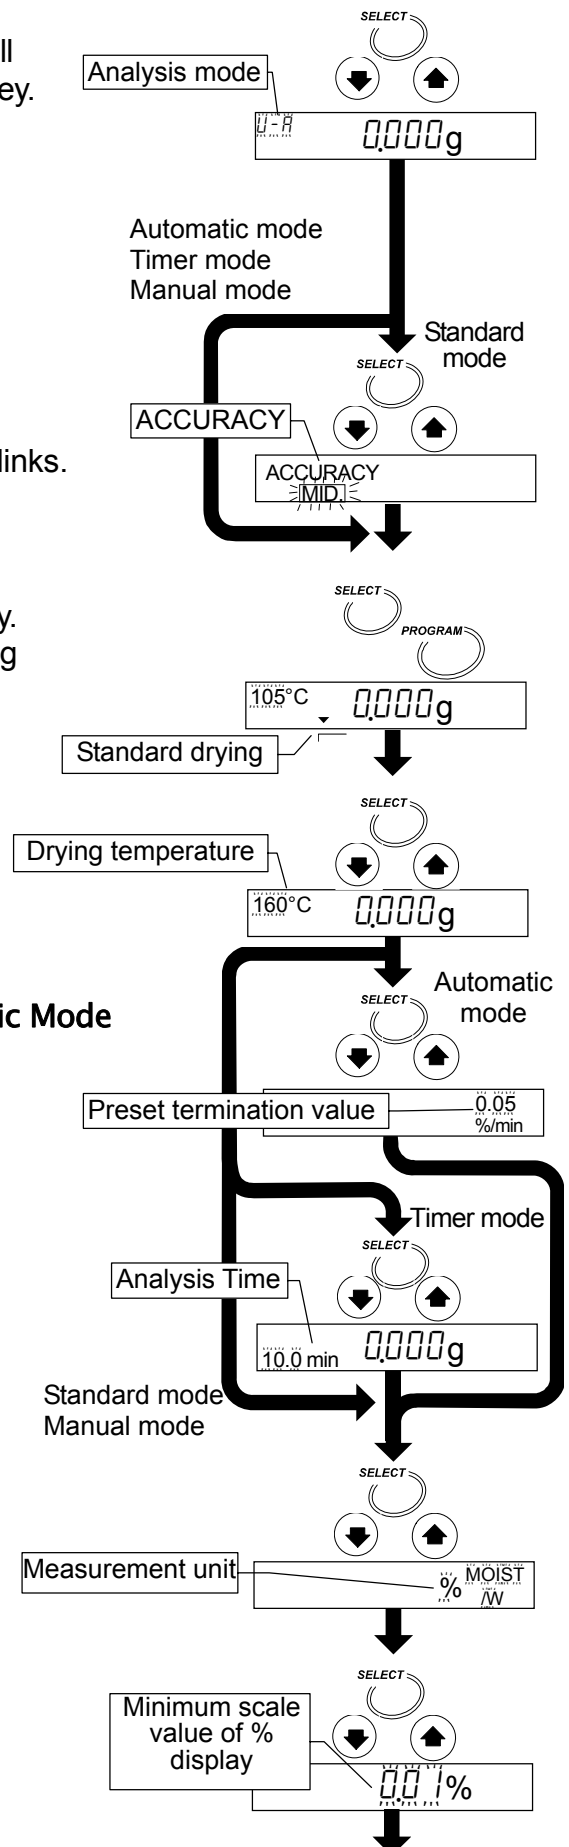 SELECT
ll
Analysis mode
ey.
U-A 0.000g
Automatic mode
Timer mode
Manual mode
Standard
mode
SELECT
ACCURACY
links.
ACCURACY
MID.
SELECT
y.
PROGRAM
g
105°C 0.000g
Standard drying
SELECT
Drying temperature
160°C 0.000g
Automatic
mode
SELECT
ic Mode
Preset termination value
0.05
%/min
Timer mode
SELECT
Analysis Time
10.0 min 0.000g
Standard mode
Manual mode
SELECT
Measurement unit
% MOIST
/W
SELECT
Minimum scale
value of %
display
0.01%